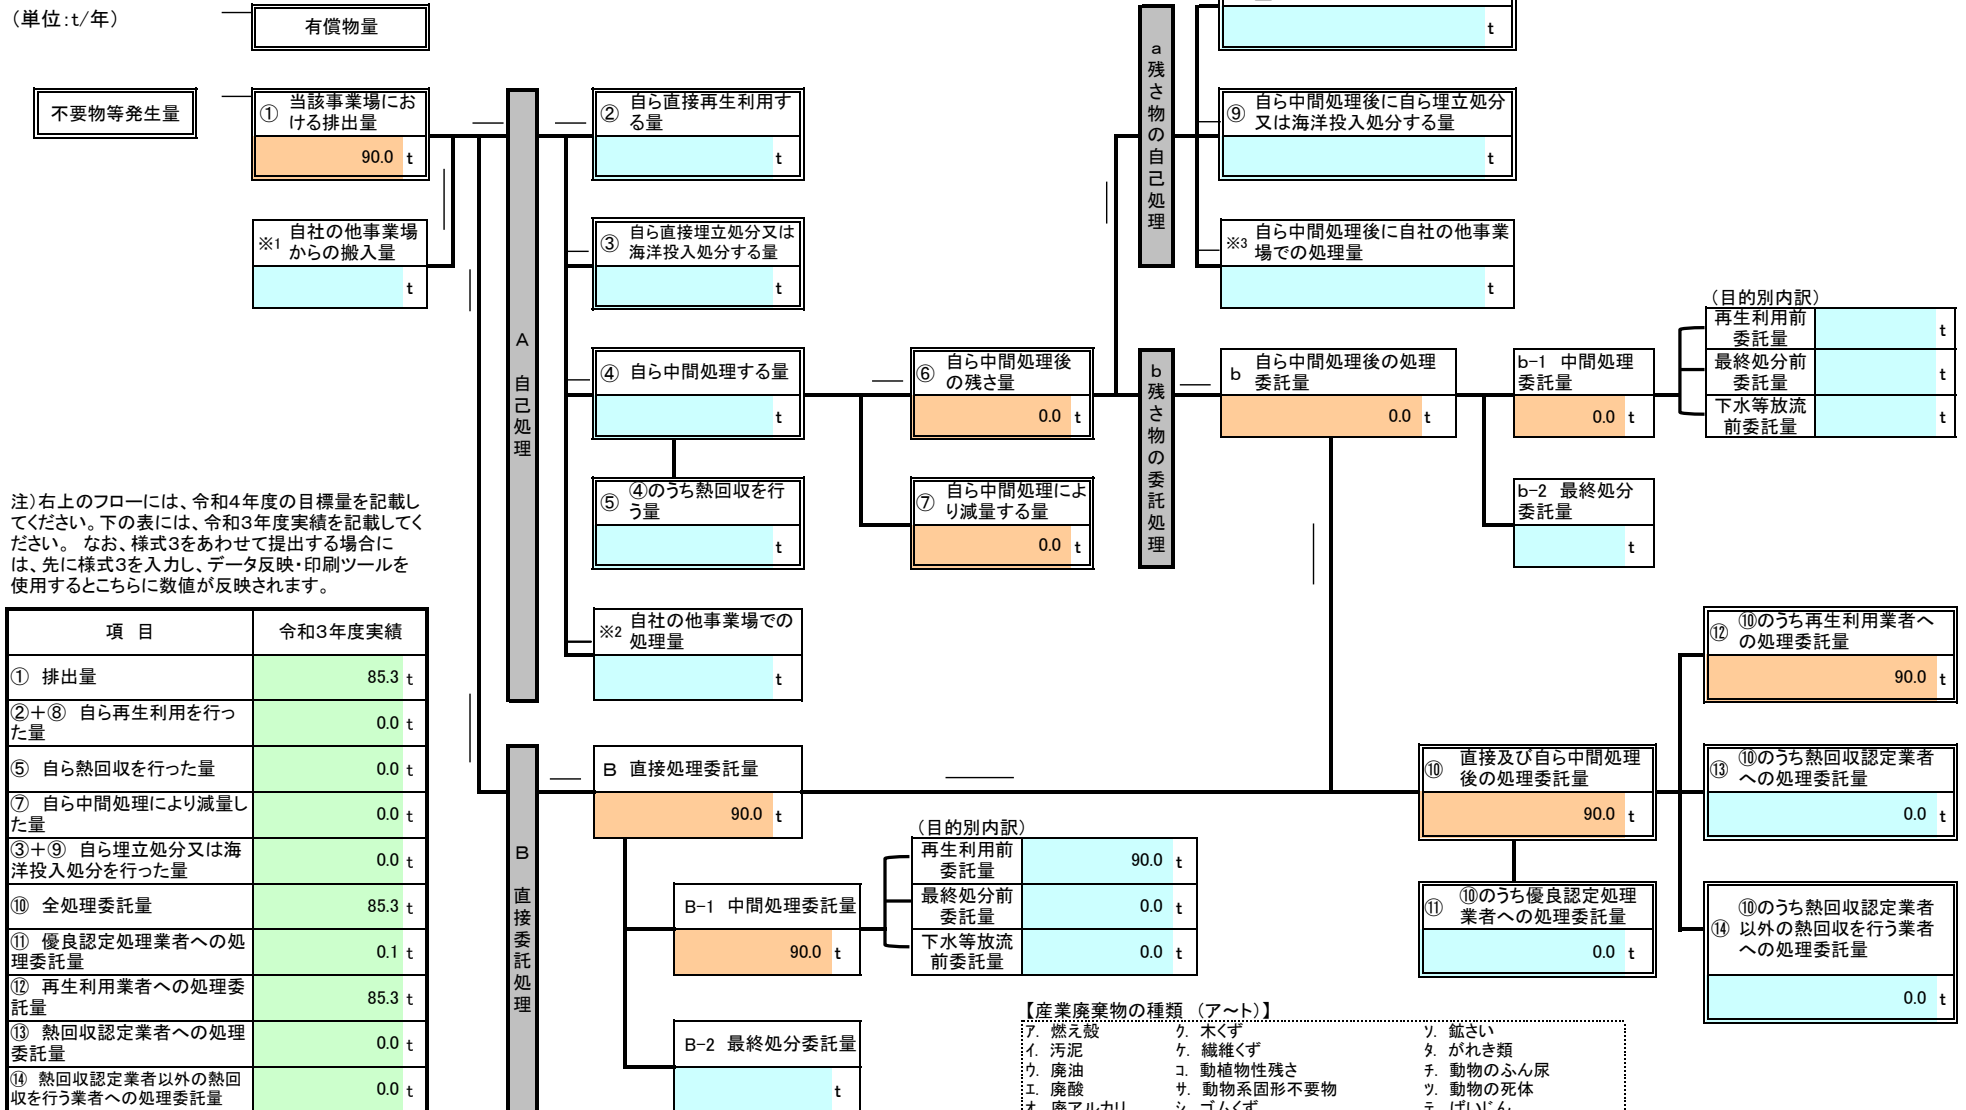 （単位：t/年）
有償物量
t
不要物等発生量
① 当該事業場にお
ける排出量
90.0 t
※1 自社の他事業場
からの搬入量
t
A 自己処理
② 自ら直接再生利用す
る量
t
③ 自ら直接埋立処分又は
海洋投入処分する量
t
④ 自ら中間処理する量
t
⑤ ④のうち熱回収を行
う量
t
※2 自社の他事業場での
処理量
t
⑥ 自ら中間処理後
の残さ量
0.0 t
⑦ 自ら中間処理によ
り減量する量
0.0 t
a 残さ物の自己処理
⑨ 自ら中間処理後に自ら埋立処分
又は海洋投入処分する量
t
※3 自ら中間処理後に自社の他事業
場での処理量
t
b 残さ物の委託処理
b 自ら中間処理後の処理
委託量
0.0 t
b-1 中間処理
委託量
0.0 t
b-2 最終処分
委託量
t
（目的別内訳）
再生利用前
委託量
t
最終処分前
委託量
t
下水等放流
前委託量
t
注）右上のフローには、令和４年度の目標量を記載し
てください。下の表には、令和３年度実績を記載してく
ださい。 なお、様式３をあわせて提出する場合に
は、先に様式３を入力し、データ反映・印刷ツールを
使用するとこちらに数値が反映されます。
項 目 令和３年度実績
① 排出量 85.3 t
②＋⑧ 自ら再生利用を行っ
た量 0.0 t
⑤ 自ら熱回収を行った量 0.0 t
⑦ 自ら中間処理により減量し
た量 0.0 t
③＋⑨ 自ら埋立処分又は海
洋投入処分を行った量 0.0 t
⑩ 全処理委託量 85.3 t
⑪ 優良認定処理業者への処
理委託量 0.1 t
⑫ 再生利用業者への処理委
託量 85.3 t
⑬ 熱回収認定業者への処理
委託量 0.0 t
⑭ 熱回収認定業者以外の熱回
収を行う業者への処理委託量 0.0 t
B 直接委託処理
B 直接処理委託量
90.0 t
B-1 中間処理委託量
90.0 t
B-2 最終処分委託量
t
（目的別内訳）
再生利用前
委託量
90.0 t
最終処分前
委託量
0.0 t
下水等放流
前委託量
0.0 t
⑩ 直接及び自ら中間処理
後の処理委託量
90.0 t
⑪ ⑩のうち優良認定処理
業者への処理委託量
0.0 t
⑫ ⑩のうち再生利用業者へ
の処理委託量
90.0 t
⑬ ⑩のうち熱回収認定業者
への処理委託量
0.0 t
⑭ ⑩のうち熱回収認定業者
以外の熱回収を行う業者
への処理委託量
0.0 t
【産業廃棄物の種類 （ア～ト）】
ｱ. 燃え殻 ｸ. 木くず ｿ. 鉱さい
ｲ. 汚泥 ｹ. 繊維くず ﾀ. がれき類
ｳ. 廃油 ｺ. 動植物性残さ ﾁ. 動物のふん尿
ｴ. 廃酸 ｻ. 動物系固形不要物 ﾂ. 動物の死体
ｵ. 廃アルカリ ｼ. ゴムくず ﾃ. ばいじん